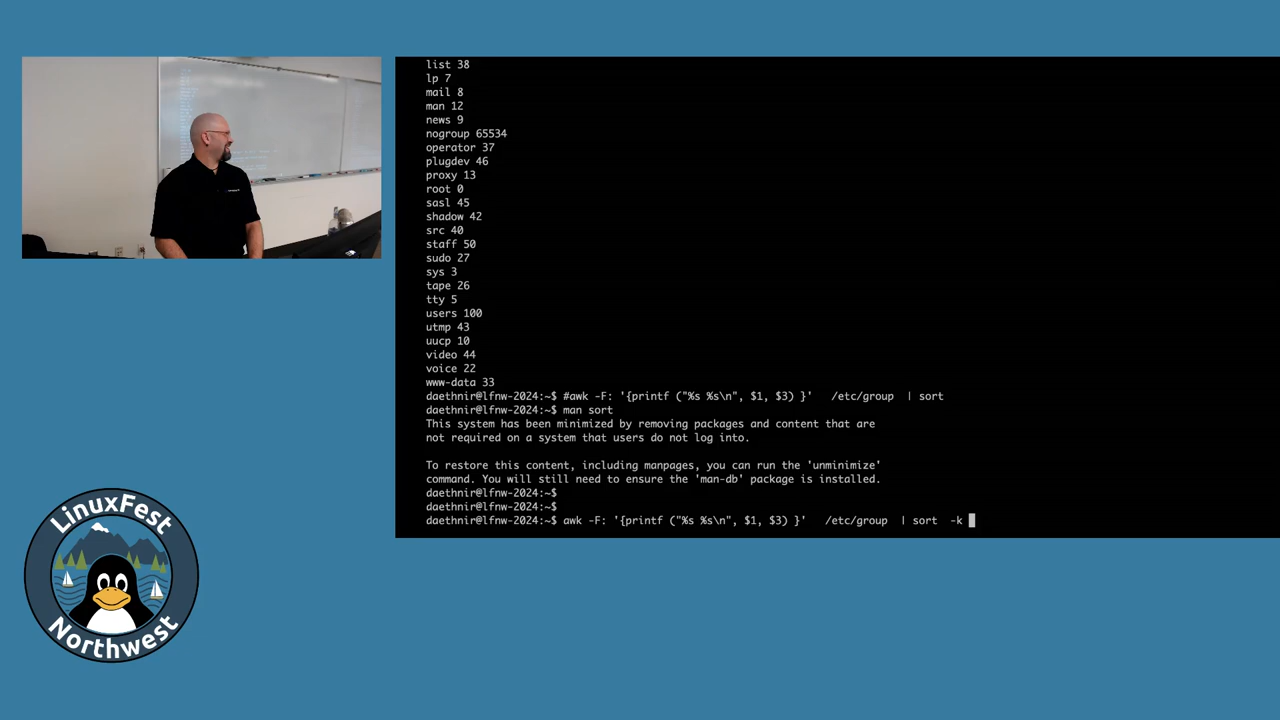 list 38
lp 7
mail 8
man 12
news 9
nogroup 65534
operator 37
plugdev 46
proxy 13
root 0
sasl 45
shadow 42
src 40
staff 50
sudo 27
sys 3
tape 26
tty 5
users 100
utmp 43
uucp 10
video 44
voice 22
www-data 33
daethnir@lfnw-2024:~$ #awk -F: '{printf ("%s %s\n", $1, $3) }'   /etc/group  | sort
daethnir@lfnw-2024:~$ man sort
This system has been minimized by removing packages and content that are
not required on a system that users do not log into.
To restore this content, including manpages, you can run the 'unminimize'
command. You will still need to ensure the 'man-db' package is installed.
daethnir@lfnw-2024:~$
daethnir@lfnw-2024:~$
daethnir@lfnw-2024:~$ awk -F: '{printf ("%s %s\n", $1, $3) }'   /etc/group  | sort  -k
LinuxFest
Northwest